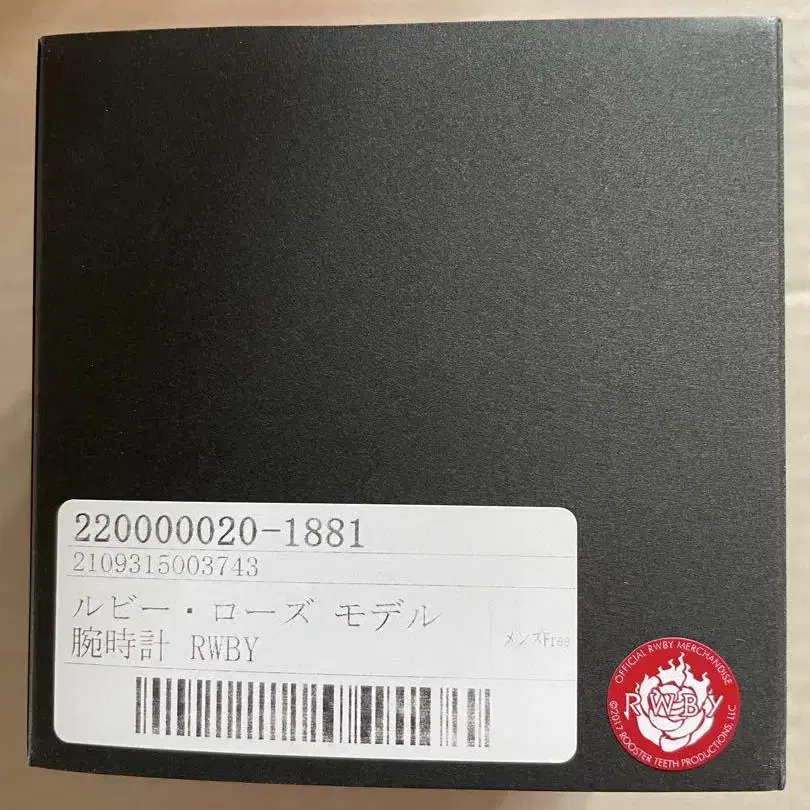 220000020-1881
2109315003743
ルビー・ローズ モデル
腕時計 RWBY
メンズFree
OFFICIAL RWBY MERCHANDISE
RWBY
©2017 ROOSTER TEETH PRODUCTIONS, LLC